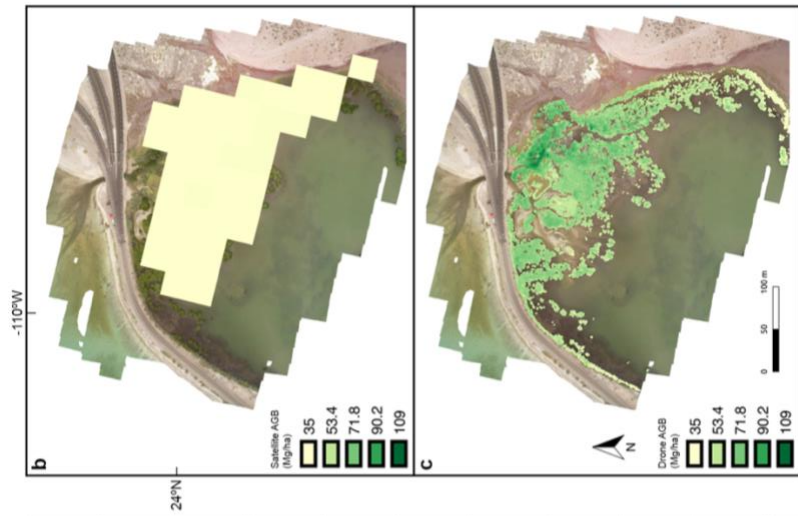 -110°W
24°N
b
Satellite AGB
(Mg/ha)
35
53.4
71.8
90.2
109
c
N
Drone AGB
(Mg/ha)
35
53.4
71.8
90.2
109
0 50 100 m